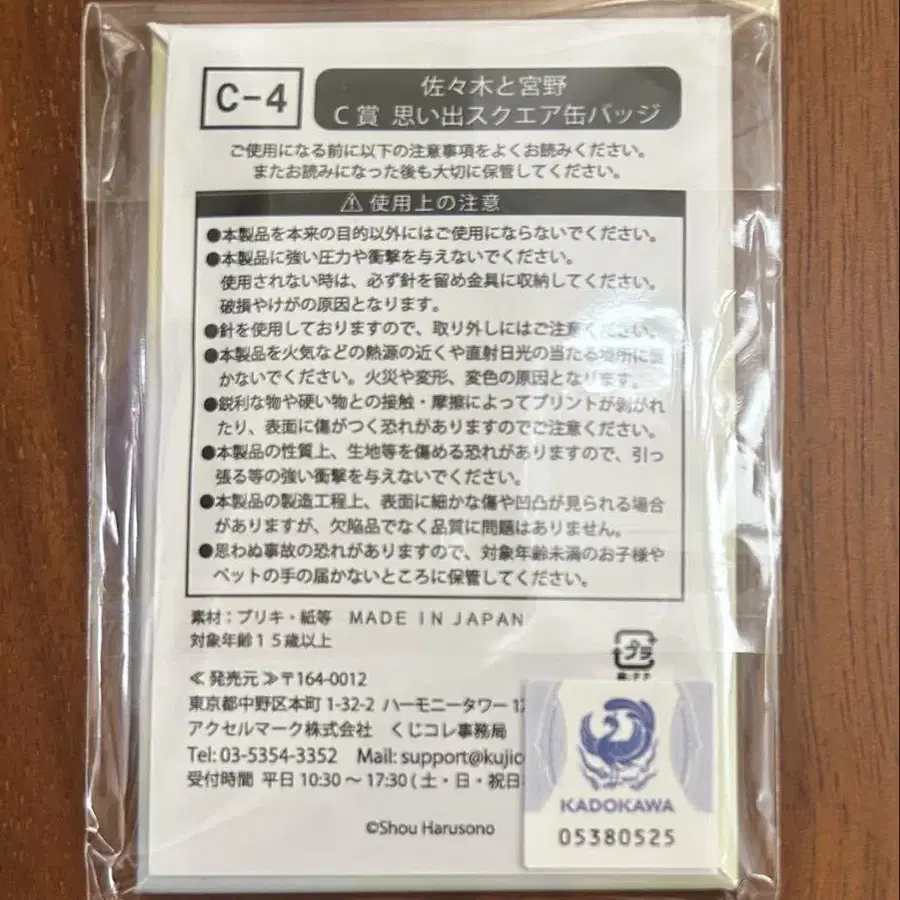 C-4
佐々木と宮野
C賞 思い出スクエア缶バッジ
ご使用になる前に以下の注意事項をよくお読みください。
またお読みになった後も大切に保管してください。
⚠ 使用上の注意
●本製品を本来の目的以外にはご使用にならないでください。
●本製品に強い圧力や衝撃を与えないでください。
使用されない時は、必ず針を留め金具に収納してください。
破損やけがの原因となります。
●針を使用しておりますので、取り外しにはご注意ください。
●本製品を火気などの熱源の近くや直射日光の当たる場所に置
かないでください。火災や変形、変色の原因となります。
●鋭利な物や硬い物との接触・摩擦によってプリントが剥がれ
たり、表面に傷がつく恐れがありますのでご注意ください。
●本製品の性質上、生地等を傷める恐れがありますので、引っ
張る等の強い衝撃を与えないでください。
●本製品の製造工程上、表面に細かな傷や凹凸が見られる場合
がありますが、欠陥品でなく品質に問題はありません。
●思わぬ事故の恐れがありますので、対象年齢未満のお子様や
ペットの手の届かないところに保管してください。
素材：ブリキ・紙等 MADE IN JAPAN
対象年齢15歳以上
プラ
≪発売元≫〒164-0012
東京都中野区本町1-32-2 ハーモニータワー
アクセルマーク株式会社 くじコレ事務局
Tel: 03-5354-3352 Mail: support@kujico
受付時間 平日 10:30～17:30 (土・日・祝日
©Shou Harusono
KADOKAWA
05380525